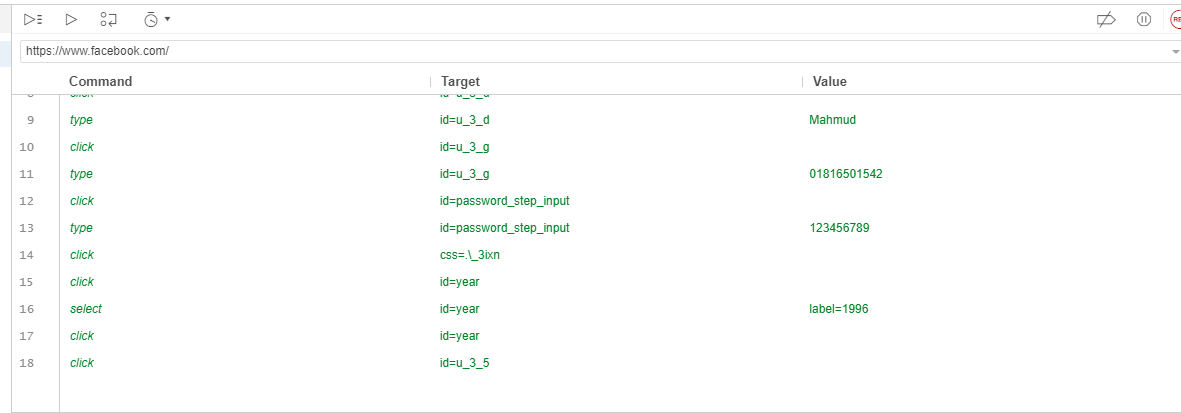 https://www.facebook.com/
Command Target Value
9 type id=u_3_d Mahmud
10 click id=u_3_g
11 type id=u_3_g 01816501542
12 click id=password_step_input
13 type id=password_step_input 123456789
14 click css=.\_3ixn
15 click id=year
16 select id=year label=1996
17 click id=year
18 click id=u_3_5